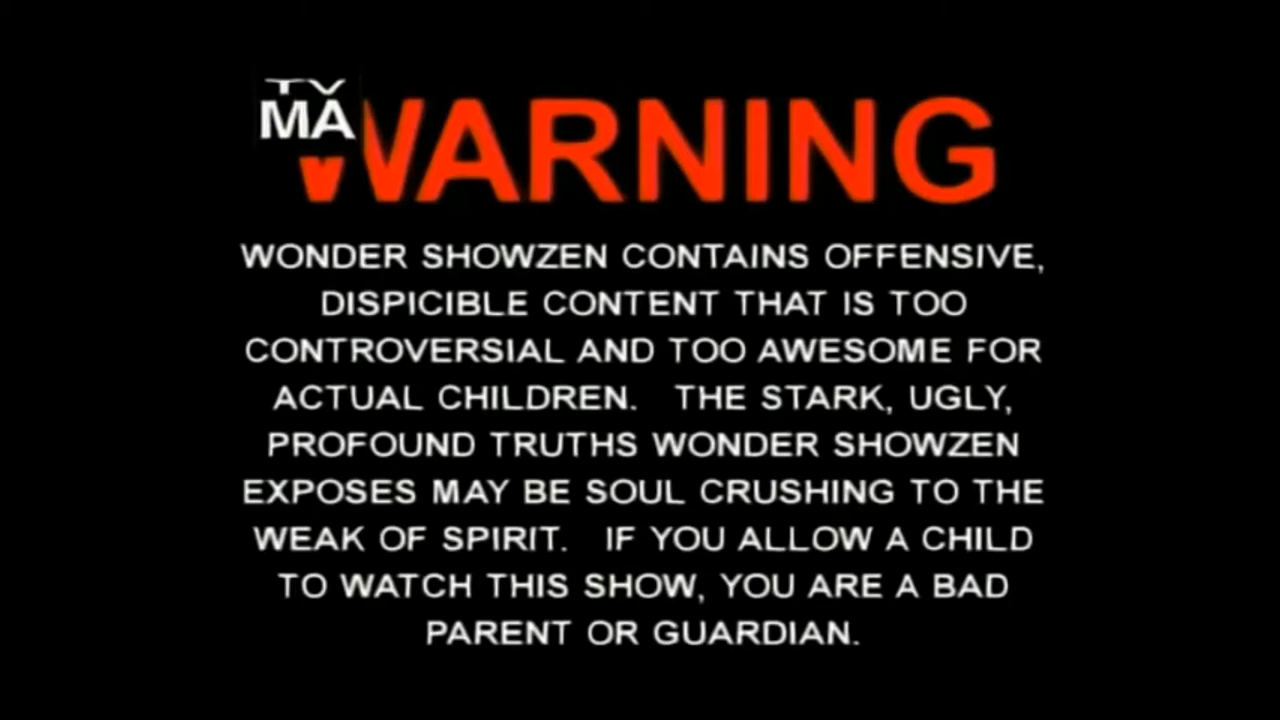 TV
MA
WARNING
WONDER SHOWZEN CONTAINS OFFENSIVE,
DISPICIBLE CONTENT THAT IS TOO
CONTROVERSIAL AND TOO AWESOME FOR
ACTUAL CHILDREN. THE STARK, UGLY,
PROFOUND TRUTHS WONDER SHOWZEN
EXPOSES MAY BE SOUL CRUSHING TO THE
WEAK OF SPIRIT. IF YOU ALLOW A CHILD
TO WATCH THIS SHOW, YOU ARE A BAD
PARENT OR GUARDIAN.